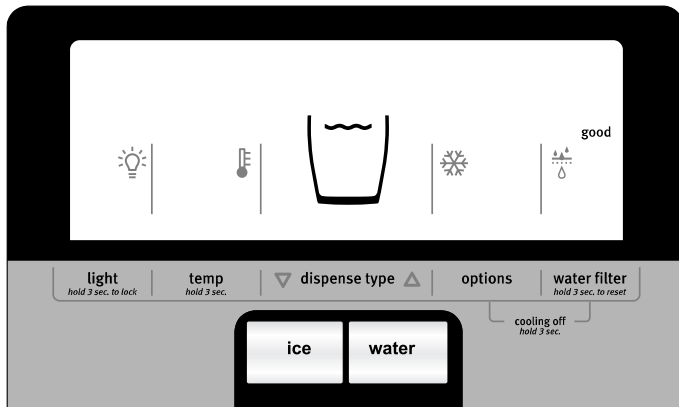 good
light
hold 3 sec. to lock
temp
hold 3 sec.
dispense type
options
water filter
hold 3 sec. to reset
cooling off
hold 3 sec.
ice
water